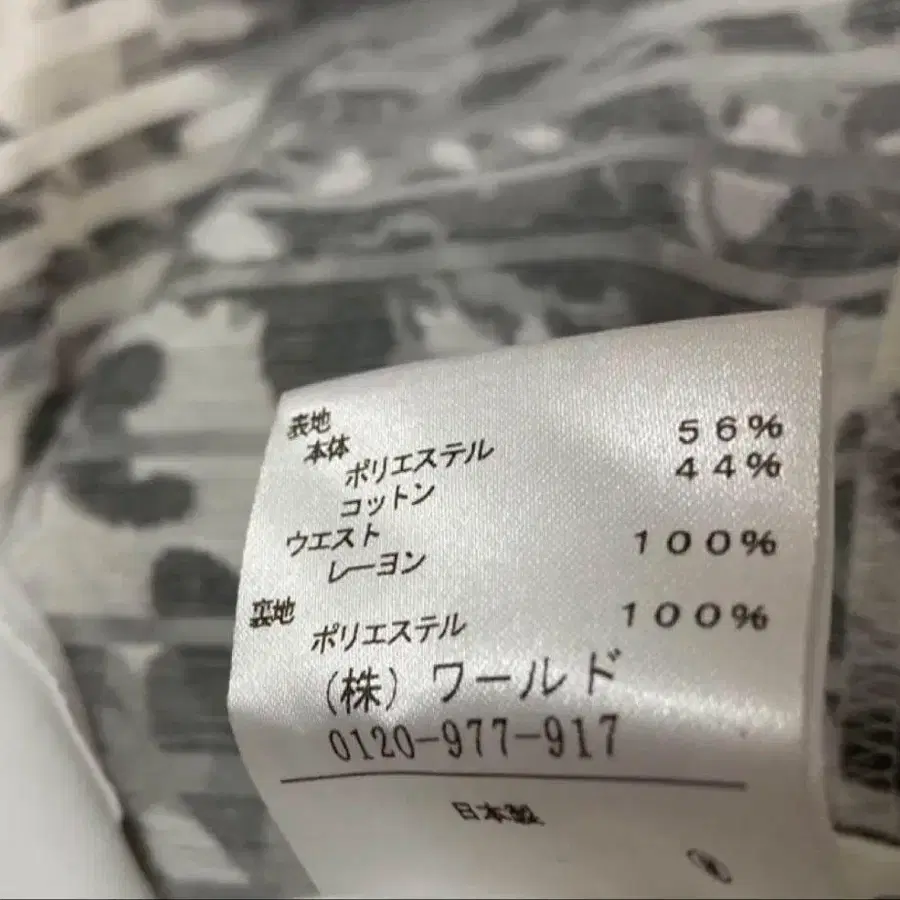 表地
本体
ポリエステル 56%
コットン 44%
ウエスト
レーヨン 100%
裏地
ポリエステル 100%
(株) ワールド
0120-977-917
日本製